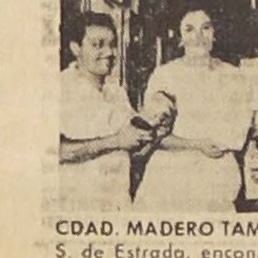 CDAD. MADERO TAM
S. de Estrada, encon